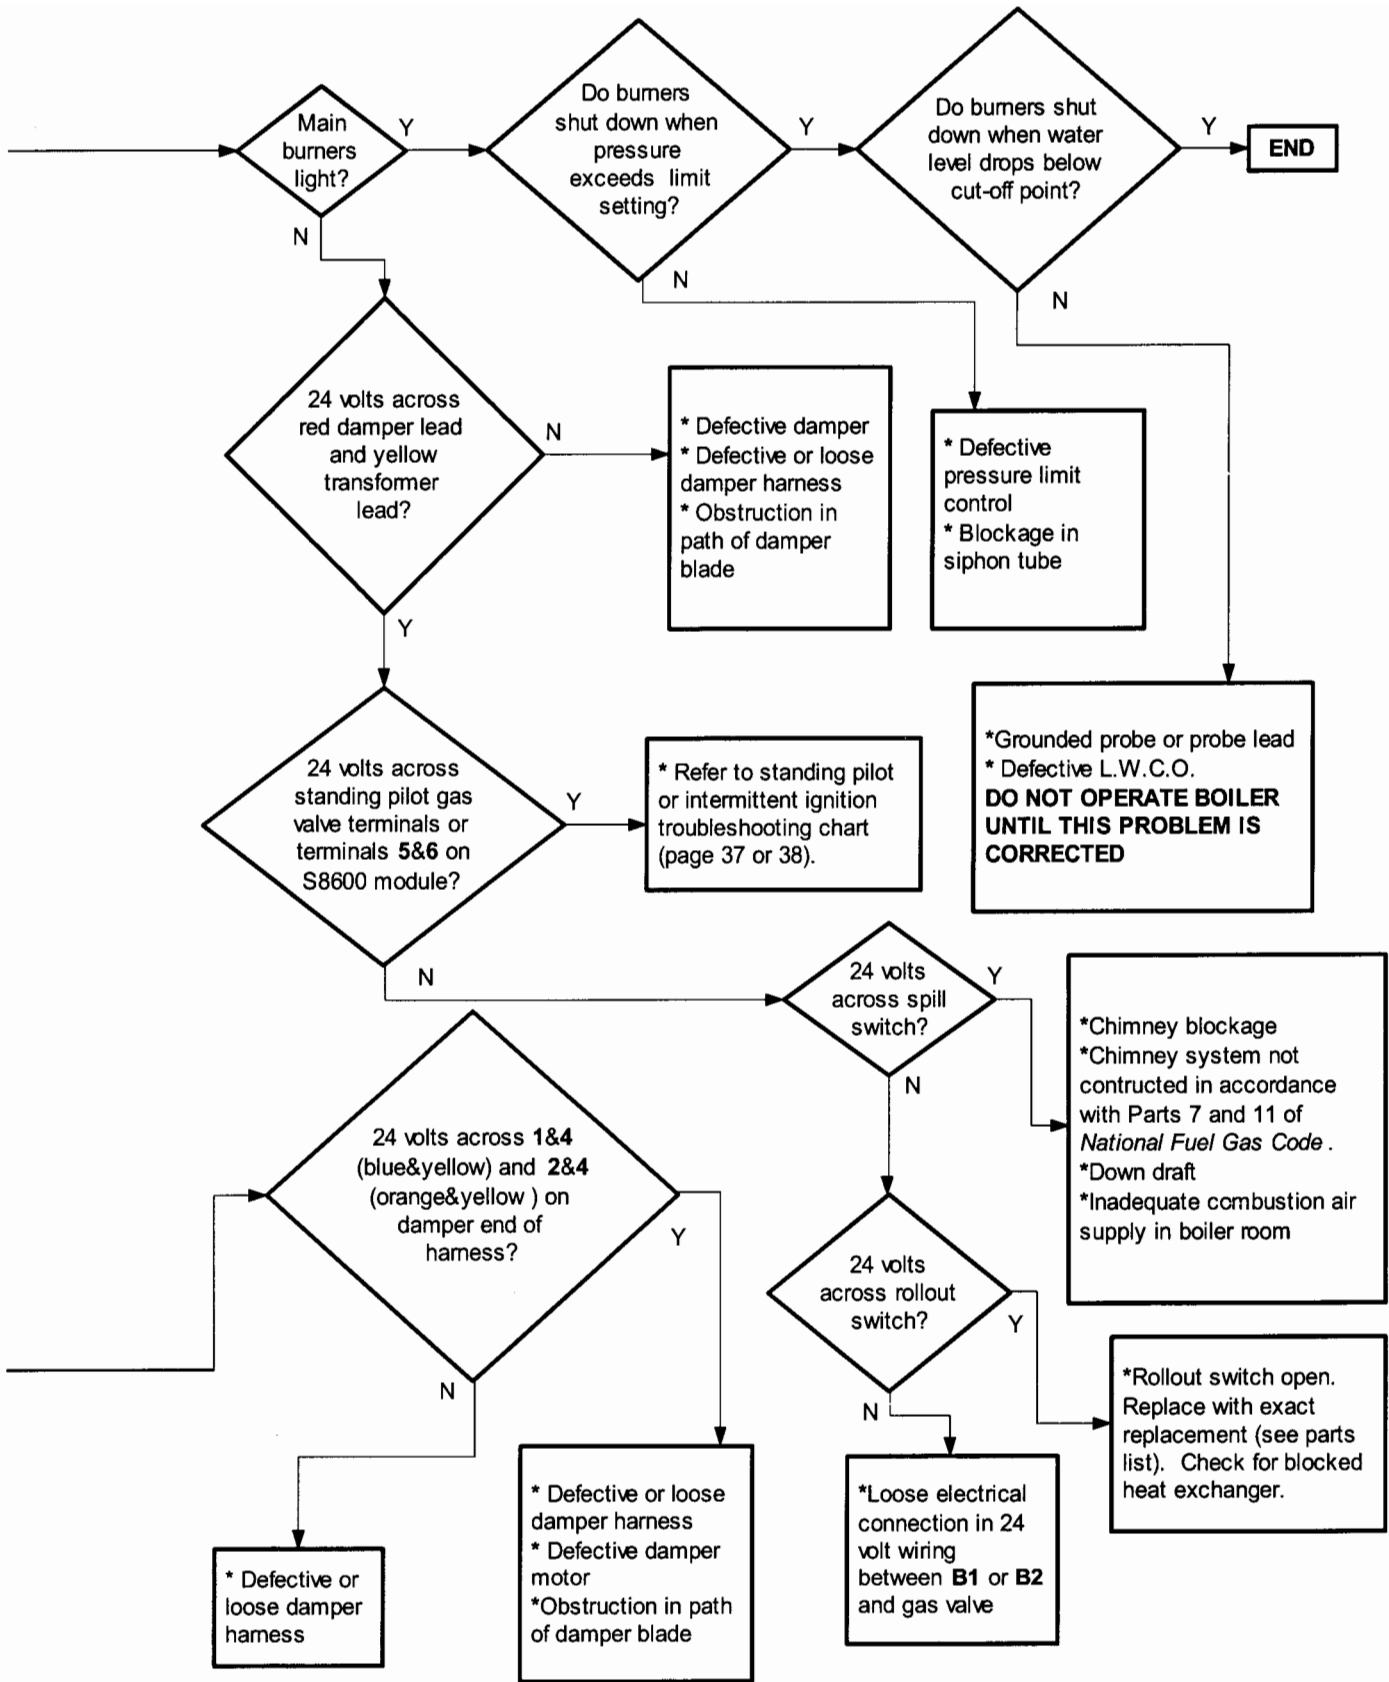 Main
burners
light?
Y
N
Do burners
shut down when
pressure
exceeds limit
setting?
Y
N
Do burners shut
down when water
level drops below
cut-off point?
Y
N
END
24 volts across
red damper lead
and yellow
transformer
lead?
N
Y
* Defective damper
* Defective or loose
damper harness
* Obstruction in
path of damper
blade
* Defective
pressure limit
control
* Blockage in
siphon tube
*Grounded probe or probe lead
* Defective L.W.C.O.
DO NOT OPERATE BOILER
UNTIL THIS PROBLEM IS
CORRECTED
24 volts across
standing pilot gas
valve terminals or
terminals 5&6 on
S8600 module?
Y
N
* Refer to standing pilot
or intermittent ignition
troubleshooting chart
(page 37 or 38).
24 volts
across spill
switch?
Y
N
*Chimney blockage
*Chimney system not
contructed in accordance
with Parts 7 and 11 of
National Fuel Gas Code .
*Down draft
*Inadequate combustion air
supply in boiler room
24 volts across 1&4
(blue&yellow) and 2&4
(orange&yellow ) on
damper end of
harness?
Y
N
24 volts
across rollout
switch?
Y
N
*Rollout switch open.
Replace with exact
replacement (see parts
list). Check for blocked
heat exchanger.
* Defective or
loose damper
harness
* Defective or loose
damper harness
* Defective damper
motor
*Obstruction in path
of damper blade
*Loose electrical
connection in 24
volt wiring
between B1 or B2
and gas valve